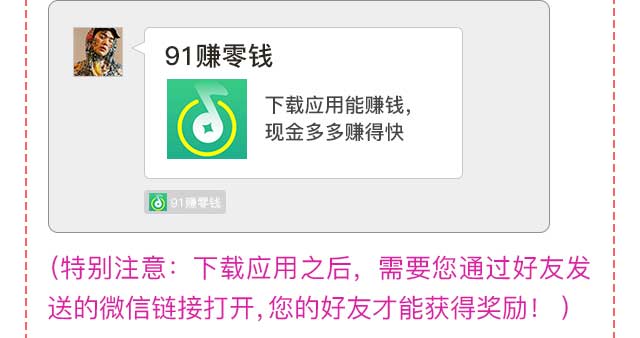 91赚零钱
下载应用能赚钱，
现金多多赚得快
91赚零钱
（特别注意：下载应用之后，需要您通过好友发
送的微信链接打开，您的好友才能获得奖励！）